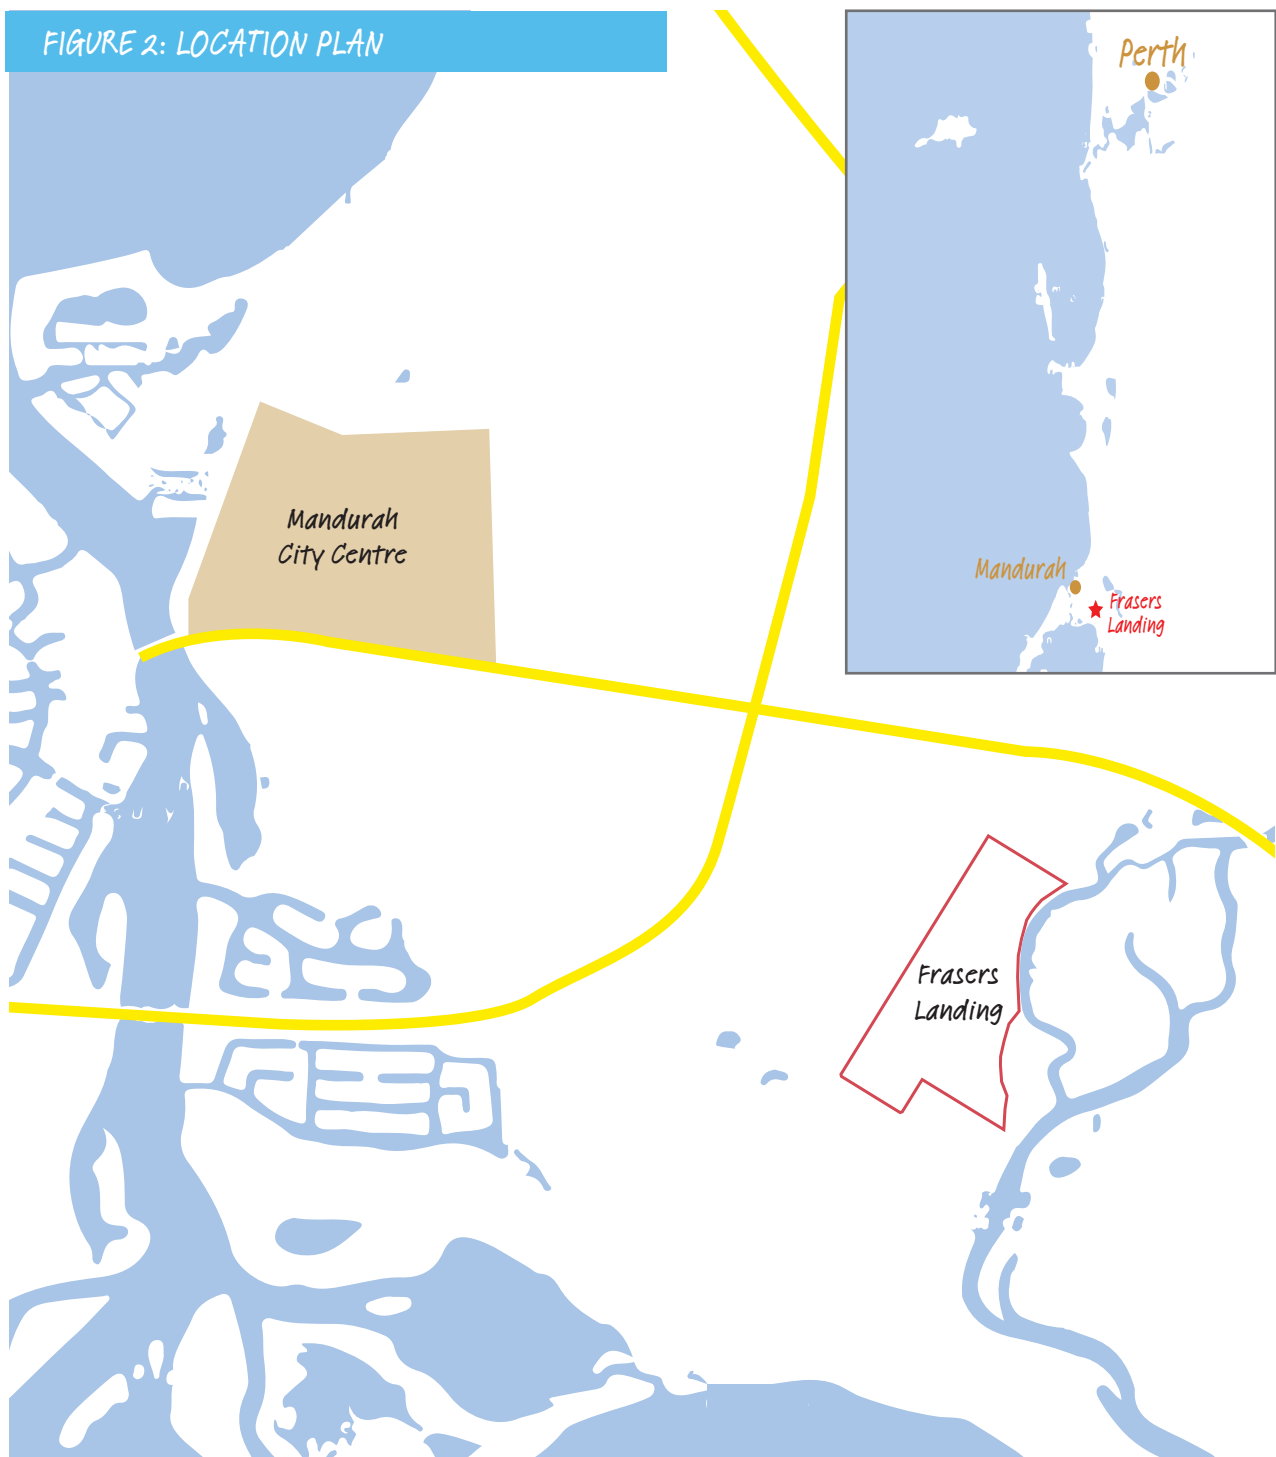 FIGURE 2: LOCATION PLAN
Perth
Mandurah
City Centre
Mandurah
Frasers
Landing
Frasers
Landing